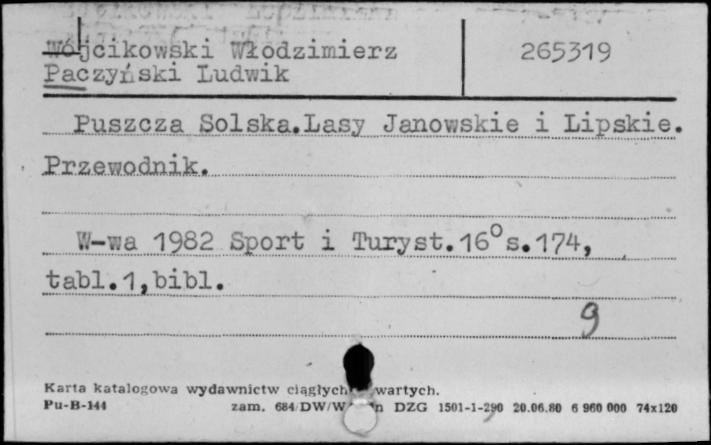 Wójcikowski Włodzimierz 265319
Paczyński Ludwik
Puszcza Solska.Lasy Janowskie i Lipskie.
Przewodnik.
W-wa 1982 Sport i Turyst.16°s.174,
tabl.1,bibl.
9
Karta katalogowa wydawnictw ciągłych wartych.
Pu-B-144 zam. 684/DW/W n DZG 1501-1-290 20.06.80 6 960 000 74x120